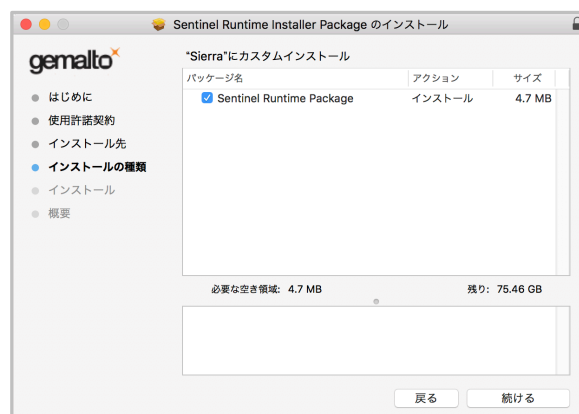 Sentinel Runtime Installer Package のインストール
gemalto
"Sierra"にカスタムインストール
パッケージ名 アクション サイズ
Sentinel Runtime Package インストール 4.7 MB
はじめに
使用許諾契約
インストール先
インストールの種類
インストール
概要
必要な空き領域: 4.7 MB 残り: 75.46 GB
戻る 続ける